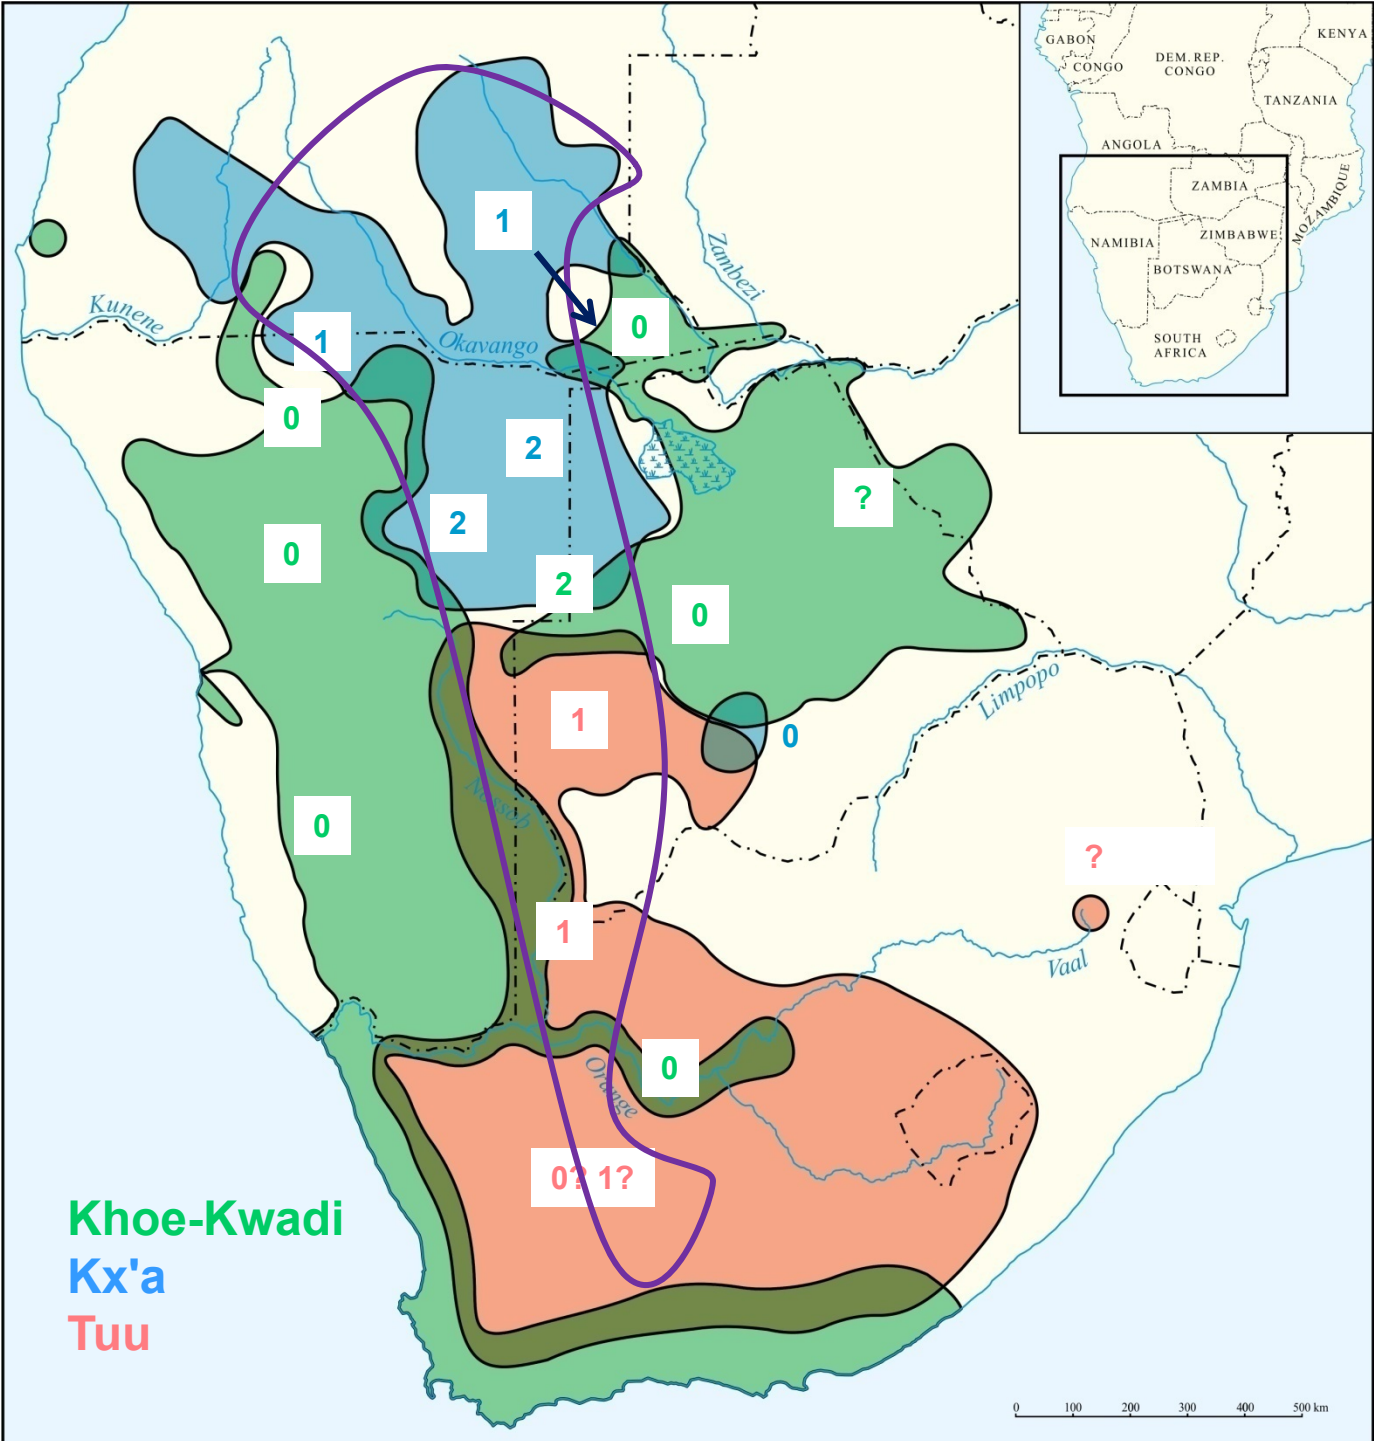 GABON
CONGO
DEM. REP.
CONGO
KENYA
TANZANIA
ANGOLA
ZAMBIA
MOZAMBIQUE
NAMIBIA
ZIMBABWE
BOTSWANA
SOUTH
AFRICA
1
Zambezi
Kunene
1
Okavango
0
0
2
?
2
0
2
0
Limpopo
1
0
Nossob
0
?
1
Vaal
0
Orange
0? 1?
Khoe-Kwadi
Kx'a
Tuu
0 100 200 300 400 500 km